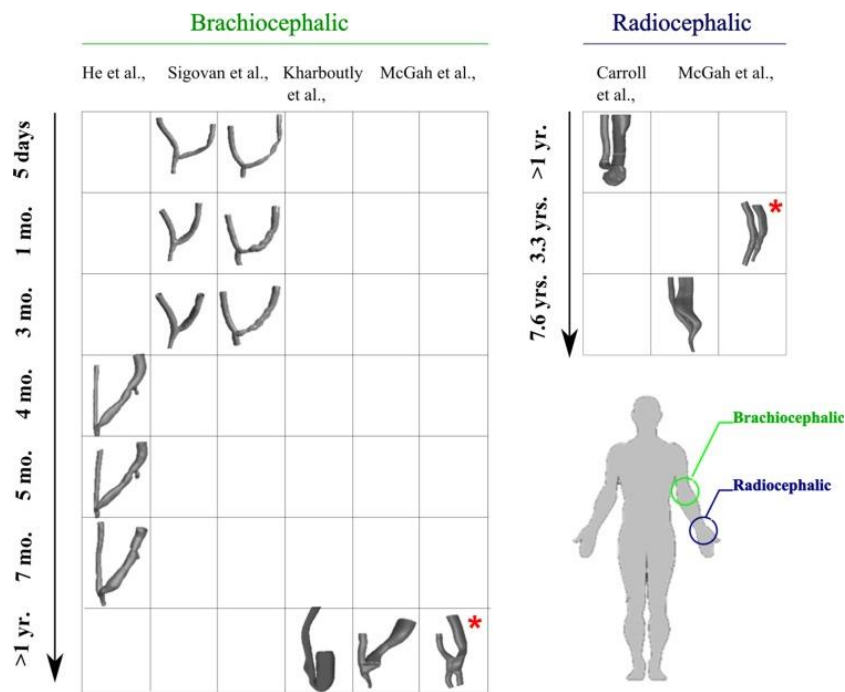 Brachiocephalic
He et al.,
Sigovan et al.,
Kharboutly
et al.,
McGah et al.,
5 days
1 mo.
3 mo.
4 mo.
5 mo.
7 mo.
>1 yr.
*
Radiocephalic
Carroll
et al.,
McGah et al.,
>1 yr.
3.3 yrs.
7.6 yrs.
*
Brachiocephalic
Radiocephalic